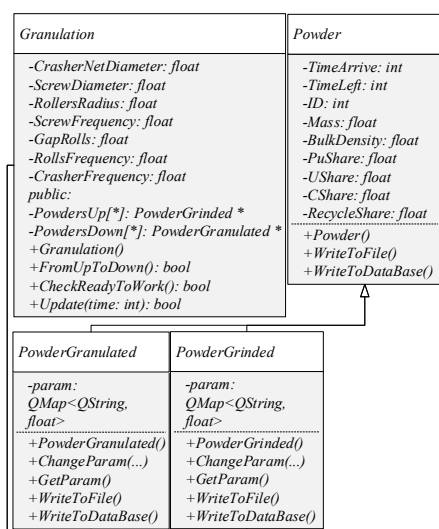 Granulation
-CrasherNetDiameter: float
-ScrewDiameter: float
-RollersRadius: float
-ScrewFrequency: float
-GapRolls: float
-RollsFrequency: float
-CrasherFrequency: float
public:
-PowdersUp[*]: PowderGrinded *
-PowdersDown[*]: PowderGranulated *
+Granulation()
+FromUpToDown(): bool
+CheckReadyToWork(): bool
+Update(time: int): bool
Powder
-TimeArrive: int
-TimeLeft: int
-ID: int
-Mass: float
-BulkDensity: float
-PuShare: float
-UShare: float
-CShare: float
-RecycleShare: float
+Powder()
+WriteToFile()
+WriteToDataBase()
PowderGranulated
-param:
QMap<QString,
float>
+PowderGranulated()
+ChangeParam(...)
+GetParam()
+WriteToFile()
+WriteToDataBase()
PowderGrinded
-param:
QMap<QString,
float>
+PowderGrinded()
+ChangeParam(...)
+GetParam()
+WriteToFile()
+WriteToDataBase()